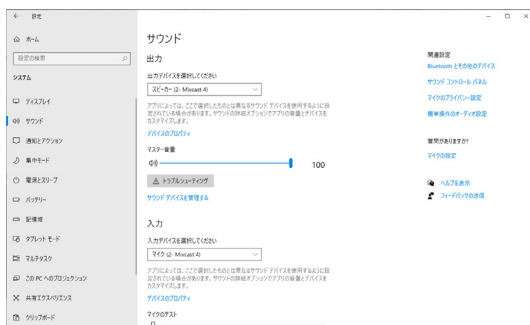 ← 設定
ホーム
設定の検索
システム
ディスプレイ
サウンド
通知とアクション
集中モード
電源とスリープ
バッテリー
記憶域
タブレット モード
マルチタスク
この PC へのプロジェクション
共有エクスペリエンス
クリップボード
サウンド
出力
出力デバイスを選択してください
スピーカー (2- Mixcast 4)
アプリによっては、ここで選択したものとは異なるサウンド デバイスを使用するように設
定されている場合があります。サウンドの詳細オプションでアプリの音量とデバイスを
カスタマイズします。
デバイスのプロパティ
マスター音量
100
トラブルシューティング
サウンド デバイスを管理する
入力
入力デバイスを選択してください
マイク (2- Mixcast 4)
アプリによっては、ここで選択したものとは異なるサウンド デバイスを使用するように設
定されている場合があります。サウンドの詳細オプションでアプリの音量とデバイスを
カスタマイズします。
デバイスのプロパティ
マイクのテスト
関連設定
Bluetooth とその他のデバイス
サウンド コントロール パネル
マイクのプライバシー設定
簡単操作のオーディオ設定
質問がありますか?
マイクの設定
ヘルプを表示
フィードバックの送信